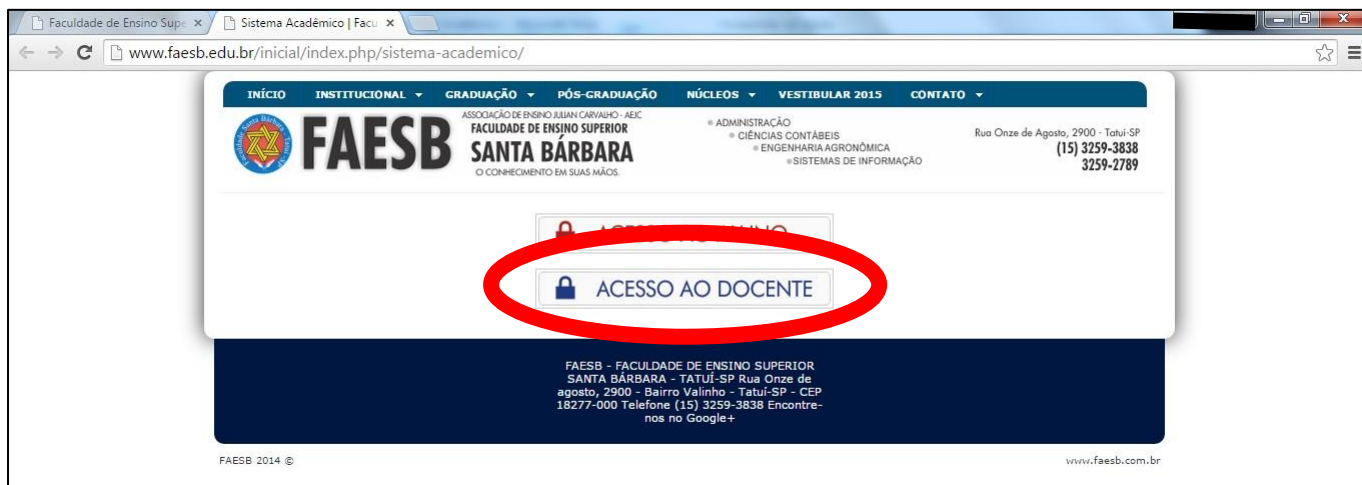 Faculdade de Ensino Supe
Sistema Acadêmico | Facu
www.faesb.edu.br/inicial/index.php/sistema-academico/
INÍCIO INSTITUCIONAL GRADUAÇÃO PÓS-GRADUAÇÃO NÚCLEOS VESTIBULAR 2015 CONTATO
FAESB
ASSOCIAÇÃO DE ENSINO JULIAN CARVALHO - AEJC
FACULDADE DE ENSINO SUPERIOR
SANTA BÁRBARA
O CONHECIMENTO EM SUAS MÃOS.
ADMINISTRAÇÃO
CIÊNCIAS CONTÁBEIS
ENGENHARIA AGRONÔMICA
SISTEMAS DE INFORMAÇÃO
Rua Onze de Agosto, 2900 - Tatuí-SP
(15) 3259-3838
3259-2789
ACESSO AO DOCENTE
FAESB - FACULDADE DE ENSINO SUPERIOR
SANTA BÁRBARA - TATUÍ-SP Rua Onze de
agosto, 2900 - Bairro Valinho - Tatuí-SP - CEP
18277-000 Telefone (15) 3259-3838 Encontre-
nos no Google+
FAESB 2014 ©
www.faesb.com.br